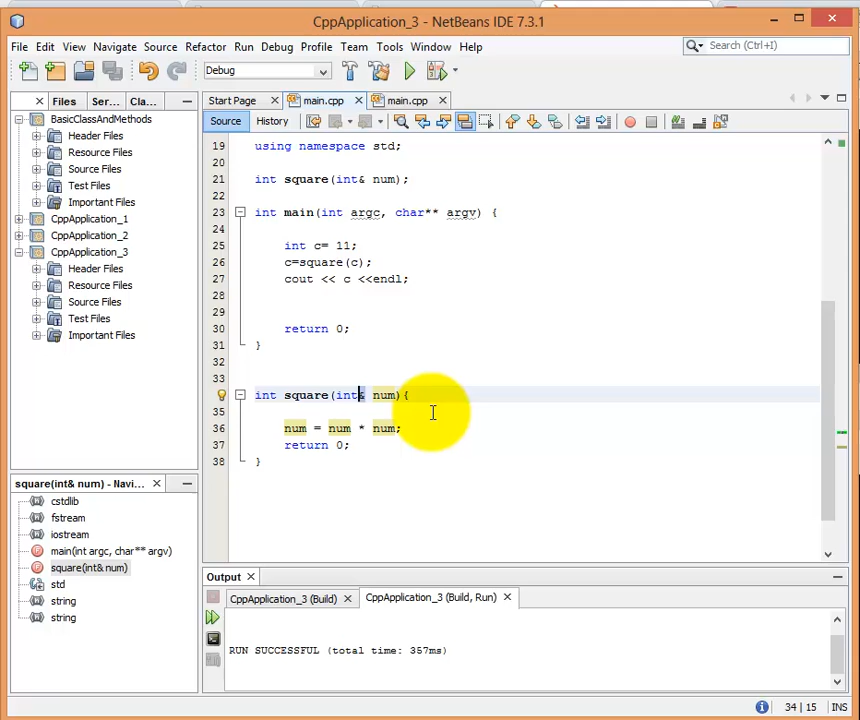 CppApplication_3 - NetBeans IDE 7.3.1
File Edit View Navigate Source Refactor Run Debug Profile Team Tools Window Help
Debug
Search (Ctrl+I)
Files Ser... Cla...
Start Page main.cpp main.cpp
Source History
BasicClassAndMethods
Header Files
Resource Files
Source Files
Test Files
Important Files
CppApplication_1
CppApplication_2
CppApplication_3
Header Files
Resource Files
Source Files
Test Files
Important Files
19 using namespace std;
20
21 int square(int& num);
22
23 int main(int argc, char** argv) {
24
25 int c= 11;
26 c=square(c);
27 cout << c <<endl;
28
29
30 return 0;
31 }
32
33
int square(int& num){
35
36 num = num * num;
37 return 0;
38 }
square(int& num) - Navi...
cstdlib
fstream
iostream
main(int argc, char** argv)
square(int& num)
std
string
string
Output
CppApplication_3 (Build) CppApplication_3 (Build, Run)
RUN SUCCESSFUL (total time: 357ms)
34 | 15 INS